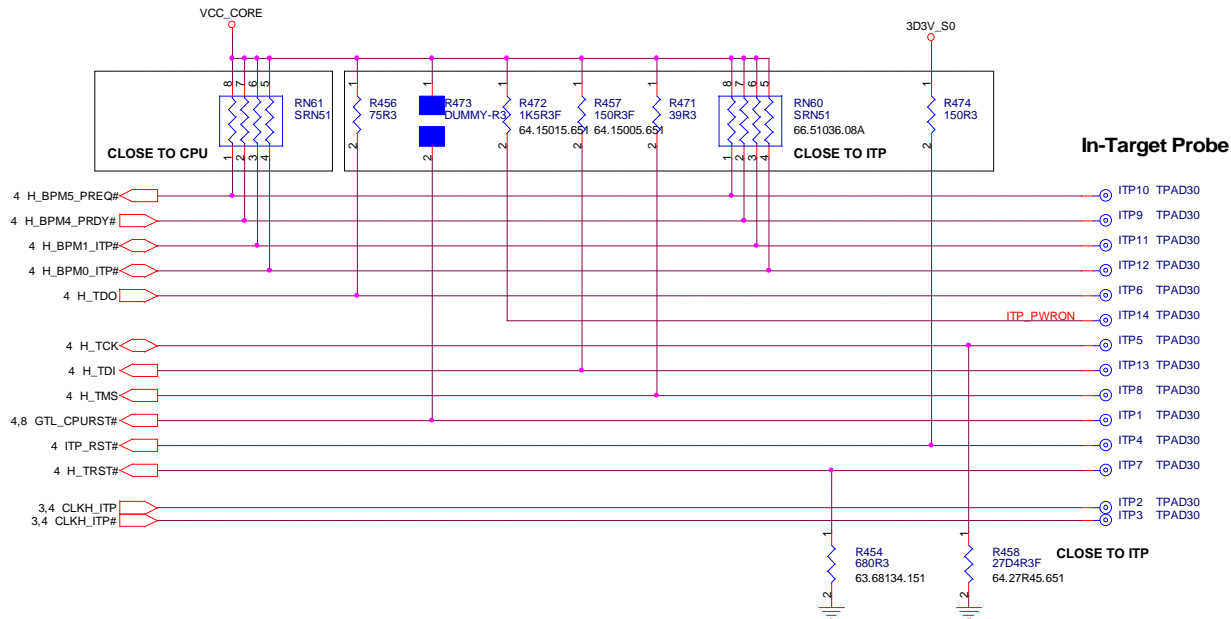 VCC_CORE
3D3V_S0
8 7 6 5
1
1
1
1
1
8 7 6 5
1
RN61
SRN51
R456
75R3
R473
DUMMY-R3
R472
1K5R3F
64.15015.651
R457
150R3F
64.15005.651
R471
39R3
RN60
SRN51
66.51036.08A
R474
150R3
CLOSE TO CPU
CLOSE TO ITP
1 2 3 4
2
2
2
2
2
1 2 3 4
2
In-Target Probe
4 H_BPM5_PREQ#
ITP10 TPAD30
4 H_BPM4_PRDY#
ITP9 TPAD30
4 H_BPM1_ITP#
ITP11 TPAD30
4 H_BPM0_ITP#
ITP12 TPAD30
4 H_TDO
ITP6 TPAD30
ITP_PWRON
ITP14 TPAD30
4 H_TCK
ITP5 TPAD30
4 H_TDI
ITP13 TPAD30
4 H_TMS
ITP8 TPAD30
4,8 GTL_CPURST#
ITP1 TPAD30
4 ITP_RST#
ITP4 TPAD30
4 H_TRST#
ITP7 TPAD30
3,4 CLKH_ITP
ITP2 TPAD30
3,4 CLKH_ITP#
ITP3 TPAD30
1
R454
680R3
63.68134.151
2
1
R458
27D4R3F
64.27R45.651
2
CLOSE TO ITP